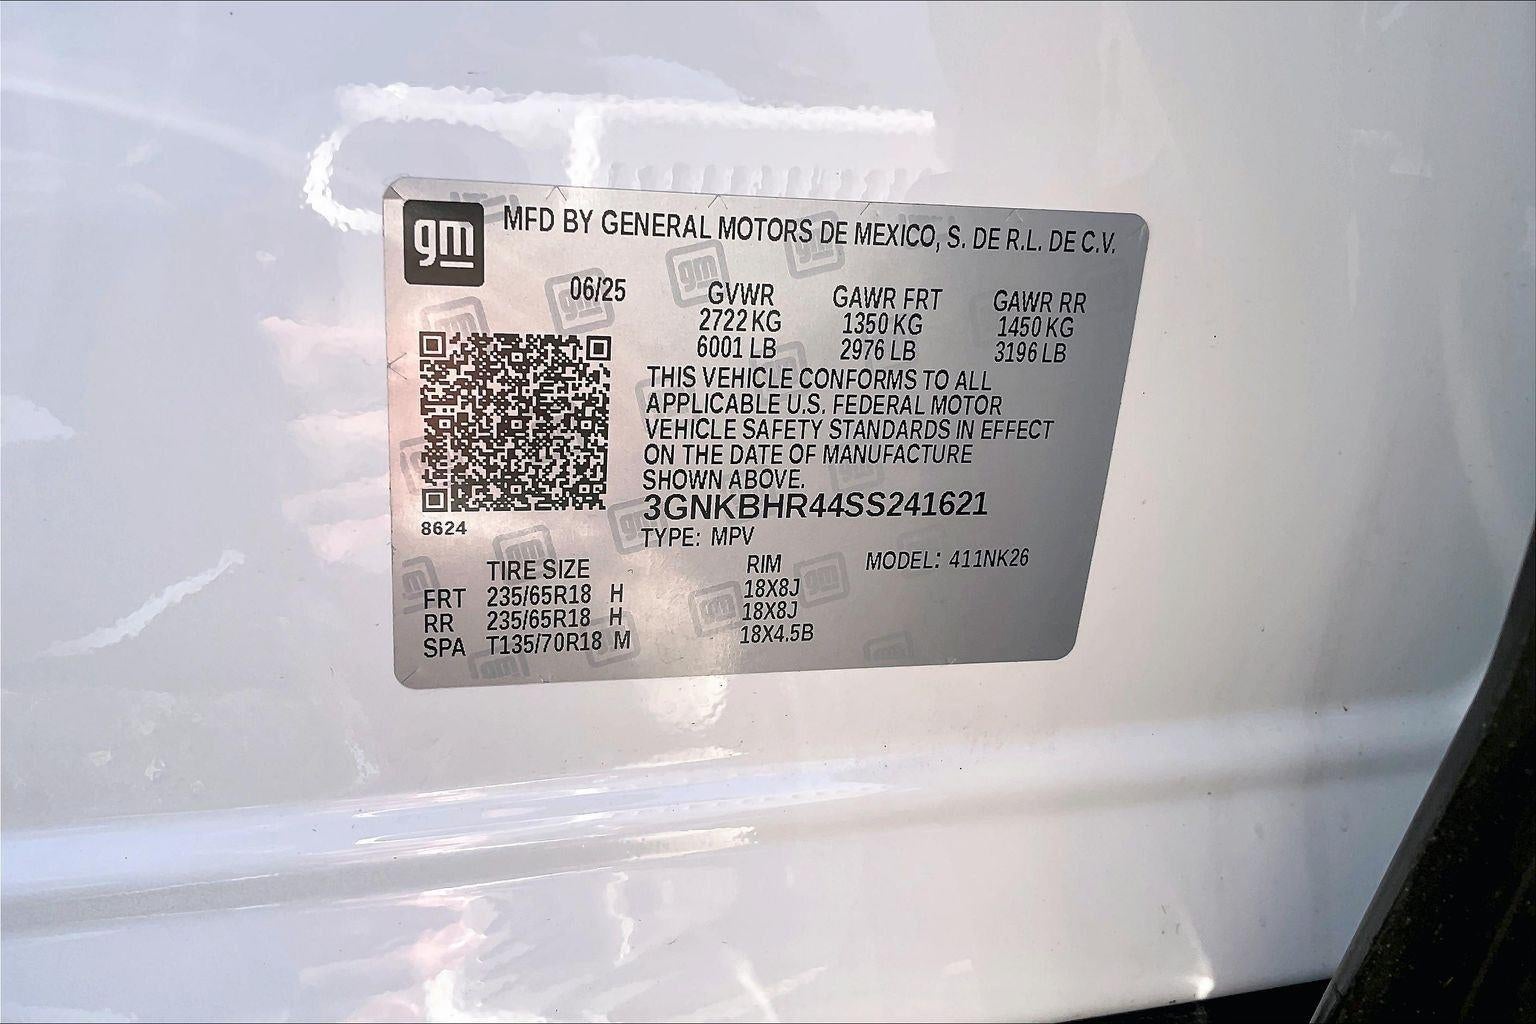 gm MFD BY GENERAL MOTORS DE MEXICO, S. DE R.L. DE C.V.
06/25 GVWR GAWR FRT GAWR RR
2722 KG 1350 KG 1450 KG
6001 LB 2976 LB 3196 LB
THIS VEHICLE CONFORMS TO ALL
APPLICABLE U.S. FEDERAL MOTOR
VEHICLE SAFETY STANDARDS IN EFFECT
ON THE DATE OF MANUFACTURE
SHOWN ABOVE.
3GNKBHR44SS241621
8624
TYPE: MPV
TIRE SIZE RIM MODEL: 411NK26
FRT 235/65R18 H 18X8J
RR 235/65R18 H 18X8J
SPA T135/70R18 M 18X4.5B